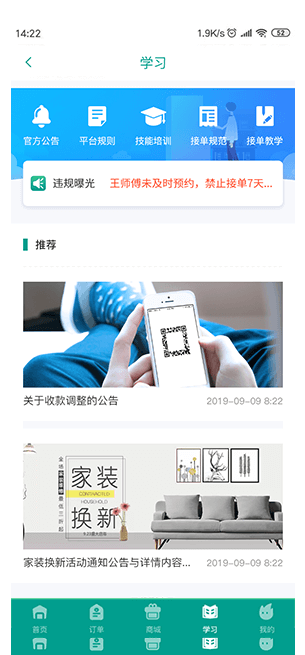 14:22
1.9K/s
52
学习
官方公告
平台规则
技能培训
接单规范
接单教学
违规曝光
王师傅未及时预约，禁止接单7天...
推荐
关于收款调整的公告
2019-09-09 8:22
全场
最低三折起
家装
CONTRACTED
HOUSEHOLD
换新
家装换新活动通知公告与详情内容...
2019-09-09 8:22
首页
订单
商城
学习
我的